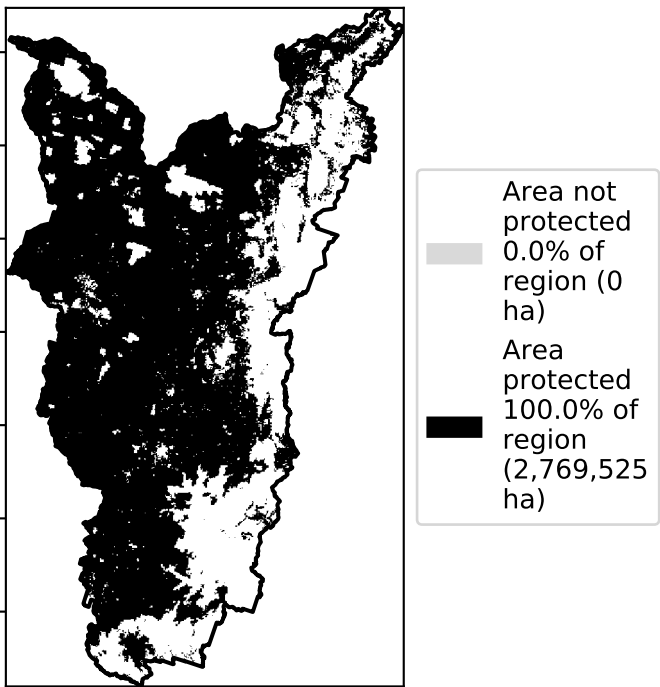 Area not
protected
0.0% of
region (0
ha)
Area
protected
100.0% of
region
(2,769,525
ha)